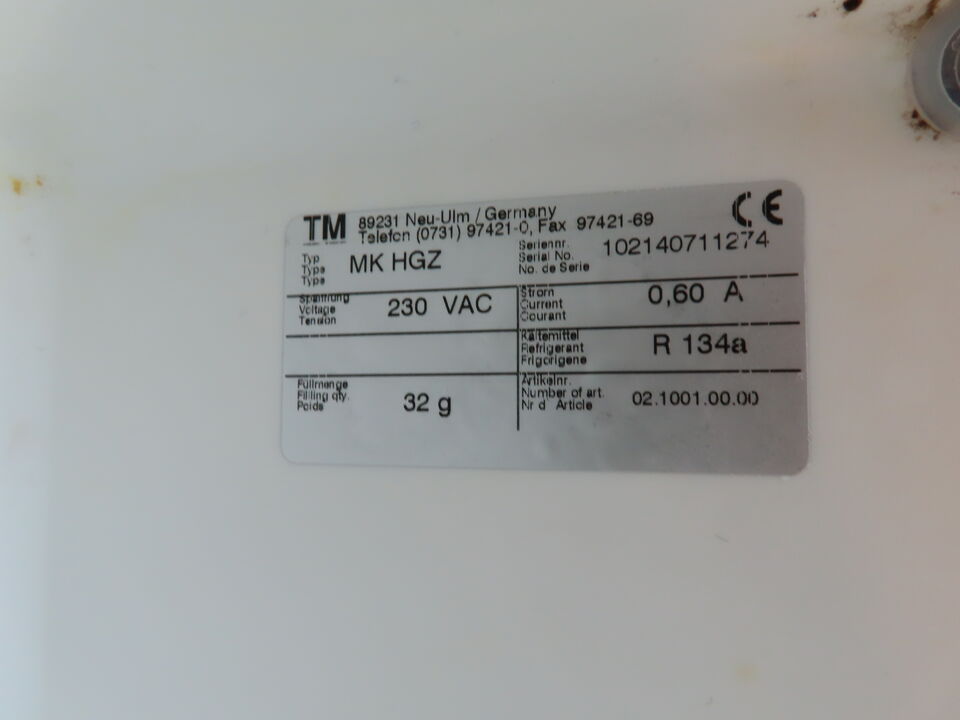 TM 89231 Neu-Ulm / Germany
Telefon (0731) 97421-0, Fax 97421-69
CE
Typ
Type
Type
MK HGZ
Seriennr.
Serial No.
No. de Serie
102140711274
Spannung
Voltage
Tension
230 VAC
Strom
Current
Courant
0,60 A
Kältemittel
Refrigerant
Frigorigene
R 134a
Füllmenge
Filling qty.
Poids
32 g
Artikelnr.
Number of art.
Nr d' Article
02.1001.00.00